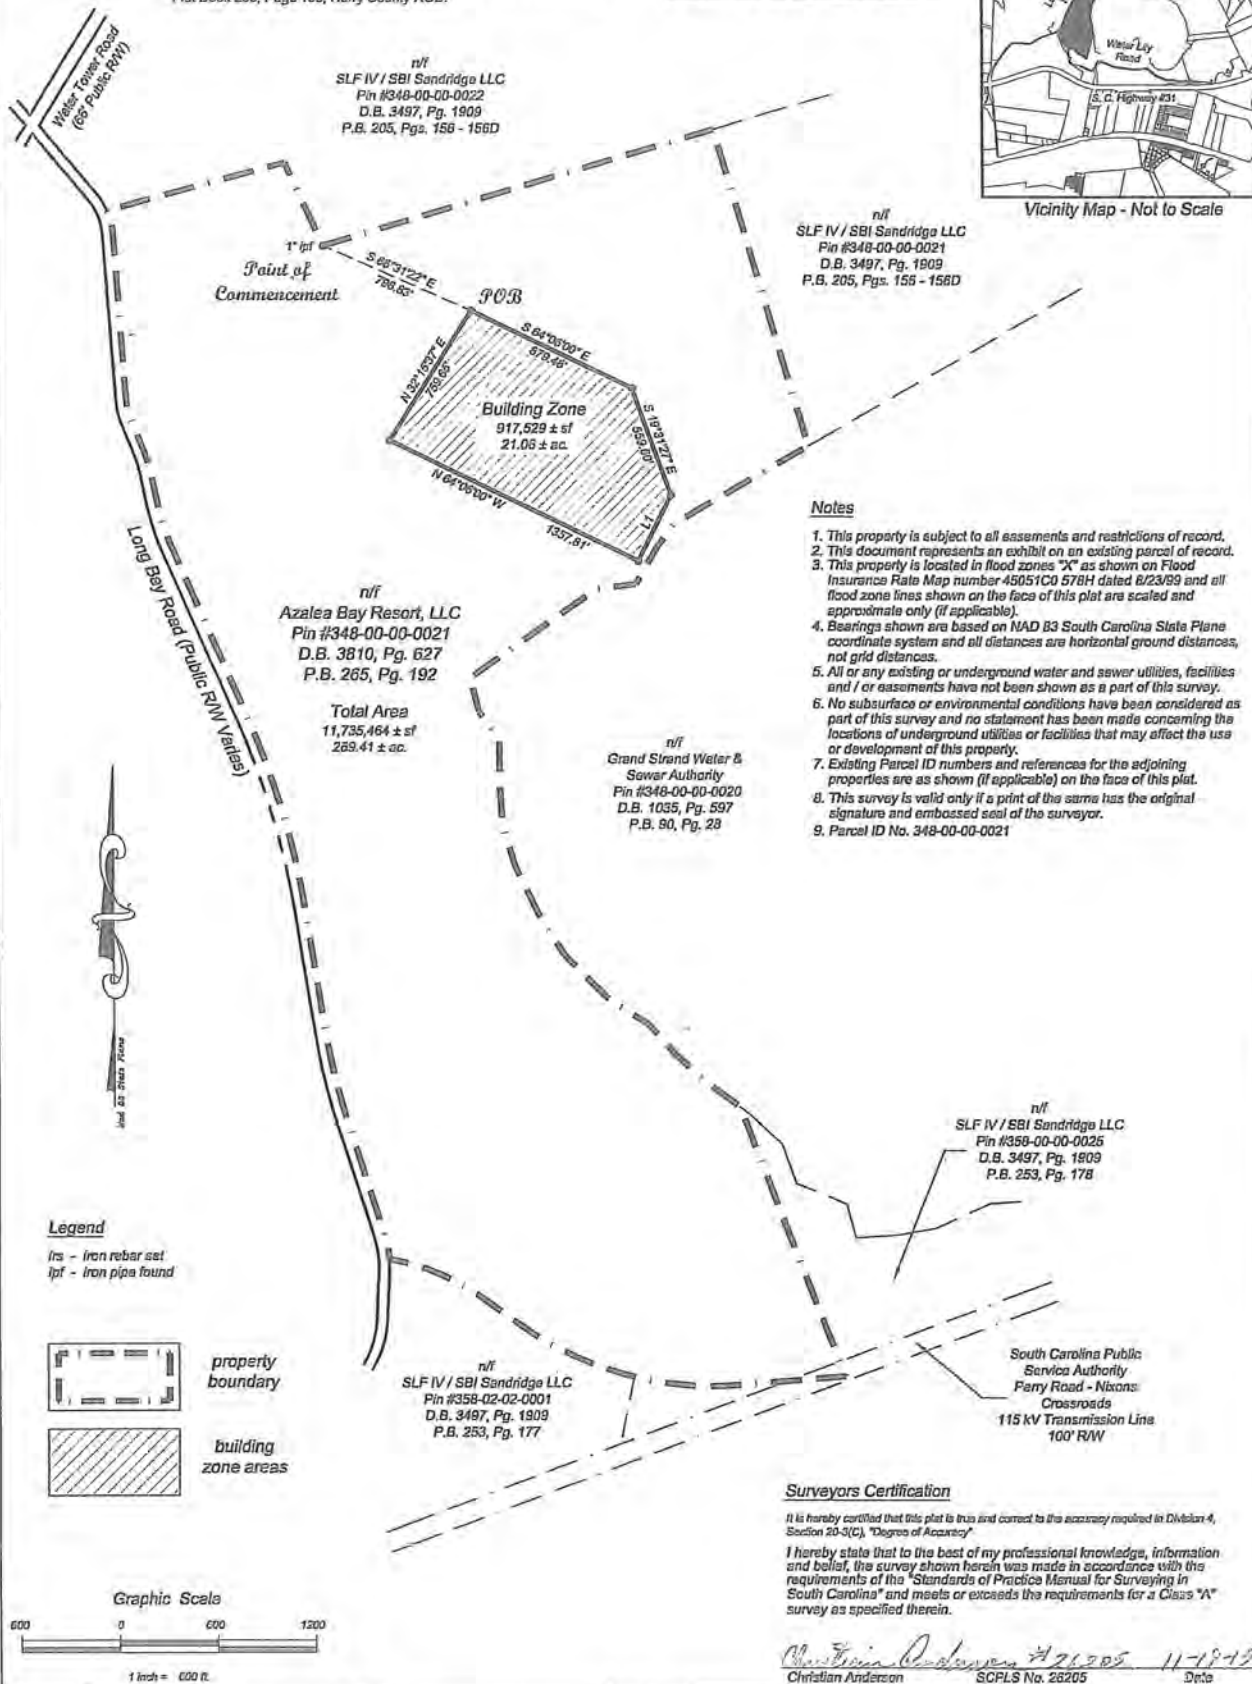 Water Tower Road
(66' Public R/W)
n/f
SLF IV / SBI Sandridge LLC
Pin #348-00-00-0022
D.B. 3497, Pg. 1909
P.B. 205, Pgs. 156 - 156D
Water Lily
Road
S. C. Highway #31
Vicinity Map - Not to Scale
n/f
SLF IV / SBI Sandridge LLC
Pin #348-00-00-0021
D.B. 3497, Pg. 1909
P.B. 205, Pgs. 156 - 156D
1" ipf
Point of
Commencement
S 66°31'22" E
796.83'
POB
S 64°06'00" E
879.46'
N 32°15'37" E
769.66'
Building Zone
917,529 ± sf
21.06 ± ac.
S 19°31'27" E
559.60'
L1
N 64°06'00" W
1357.81'
Long Bay Road (Public R/W Varies)
n/f
Azalea Bay Resort, LLC
Pin #348-00-00-0021
D.B. 3810, Pg. 627
P.B. 265, Pg. 192
Total Area
11,735,464 ± sf
269.41 ± ac.
n/f
Grand Strand Water &
Sewer Authority
Pin #348-00-00-0020
D.B. 1035, Pg. 597
P.B. 90, Pg. 28
Notes
1. This property is subject to all easements and restrictions of record.
2. This document represents an exhibit on an existing parcel of record.
3. This property is located in flood zones "X" as shown on Flood
Insurance Rate Map number 45051C0 578H dated 8/23/99 and all
flood zone lines shown on the face of this plat are scaled and
approximate only (if applicable).
4. Bearings shown are based on NAD 83 South Carolina State Plane
coordinate system and all distances are horizontal ground distances,
not grid distances.
5. All or any existing or underground water and sewer utilities, facilities
and / or easements have not been shown as a part of this survey.
6. No subsurface or environmental conditions have been considered as
part of this survey and no statement has been made concerning the
locations of underground utilities or facilities that may affect the use
or development of this property.
7. Existing Parcel ID numbers and references for the adjoining
properties are as shown (if applicable) on the face of this plat.
8. This survey is valid only if a print of the same has the original
signature and embossed seal of the surveyor.
9. Parcel ID No. 348-00-00-0021
Nad 83 State Plane
n/f
SLF IV / SBI Sandridge LLC
Pin #358-00-00-0025
D.B. 3497, Pg. 1909
P.B. 253, Pg. 178
Legend
irs - iron rebar set
ipf - iron pipe found
property
boundary
building
zone areas
n/f
SLF IV / SBI Sandridge LLC
Pin #358-02-02-0001
D.B. 3497, Pg. 1909
P.B. 253, Pg. 177
South Carolina Public
Service Authority
Perry Road - Nixons
Crossroads
115 kV Transmission Line
100' R/W
Surveyors Certification
It is hereby certified that this plat is true and correct to the accuracy required in Division 4,
Section 20-3(C), "Degree of Accuracy"
I hereby state that to the best of my professional knowledge, information
and belief, the survey shown herein was made in accordance with the
requirements of the "Standards of Practice Manual for Surveying in
South Carolina" and meets or exceeds the requirements for a Class "A"
survey as specified therein.
Graphic Scale
600 0 600 1200
1 inch = 600 ft.
Christian Anderson #26205
Christian Anderson SCPLS No. 26205 Date